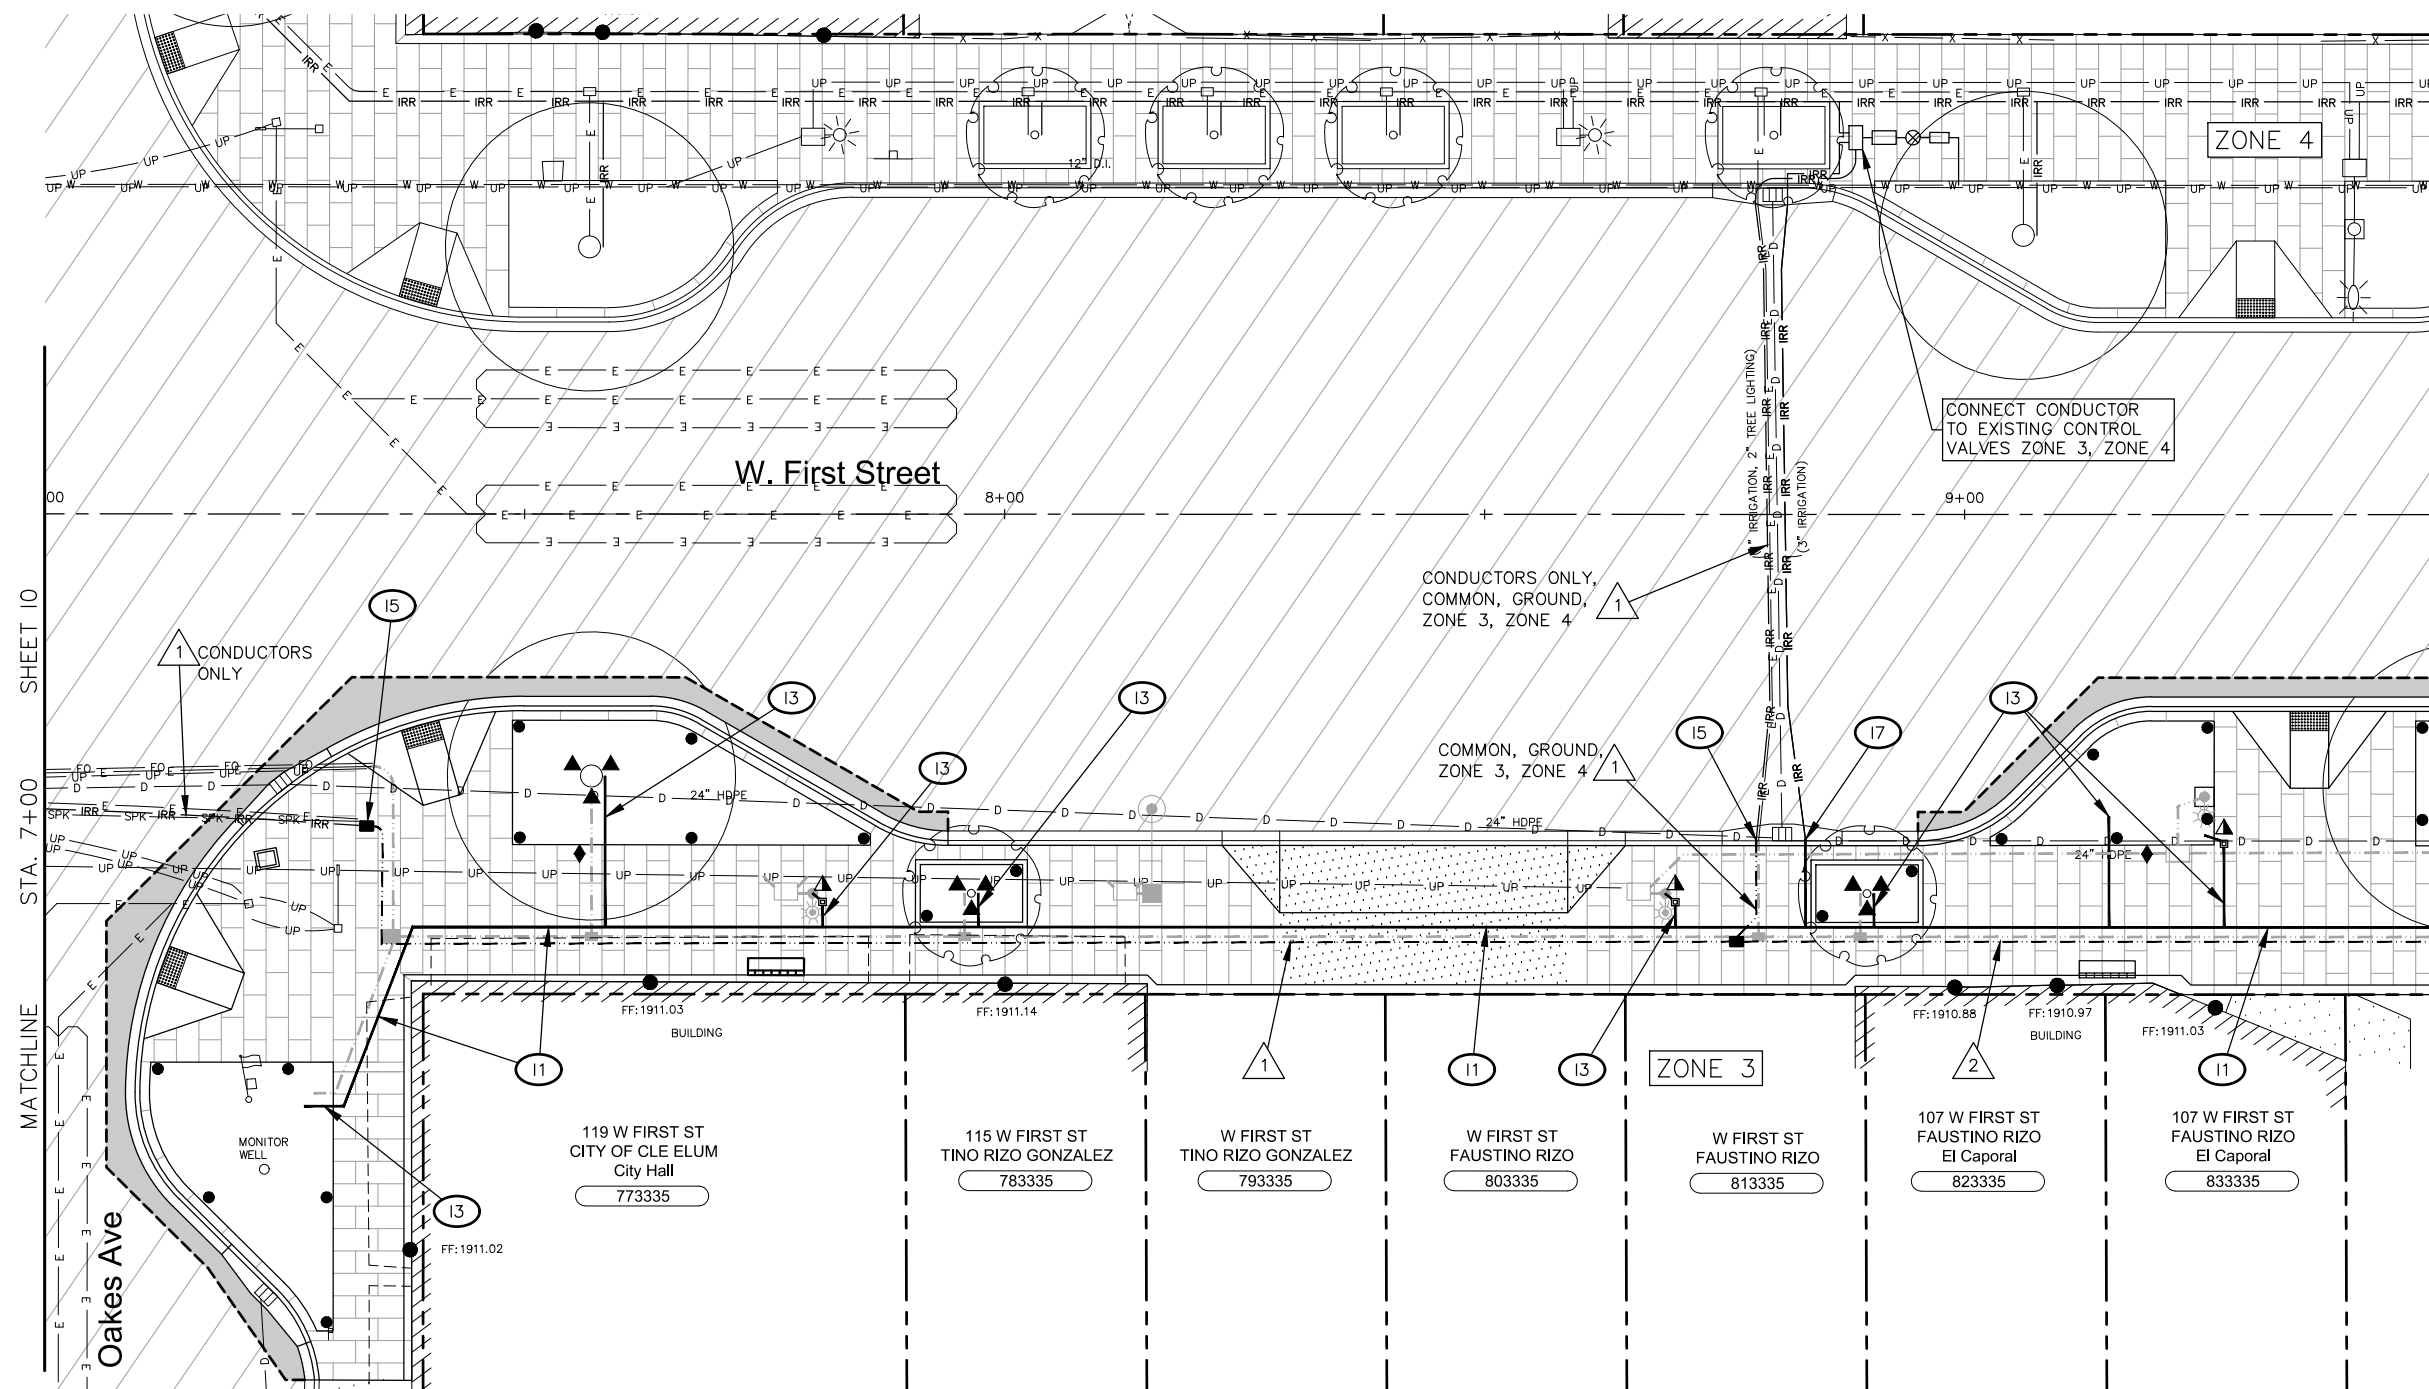 ZONE 4
12" D.I.
CONNECT CONDUCTOR
TO EXISTING CONTROL
VALVES ZONE 3, ZONE 4
W. First Street
00
8+00
9+00
IRRIGATION, 2" TREE LIGHTING)
(3" IRRIGATION)
CONDUCTORS ONLY,
COMMON, GROUND,
ZONE 3, ZONE 4
1
MATCHLINE STA. 7+00 SHEET 10
I5
1
CONDUCTORS
ONLY
I3
I3
I3
I5
I7
I3
COMMON, GROUND,
ZONE 3, ZONE 4
1
24" HDPE
24" HDPE
24" HDPE
FO
UP
E
D
SPK
IRR
W
X
FF:1911.03
BUILDING
FF:1911.14
FF:1910.88
FF:1910.97
BUILDING
FF:1911.03
I1
1
I1
I3
ZONE 3
2
I1
MONITOR
WELL
I3
FF:1911.02
Oakes Ave
119 W FIRST ST
CITY OF CLE ELUM
City Hall
773335
115 W FIRST ST
TINO RIZO GONZALEZ
783335
W FIRST ST
TINO RIZO GONZALEZ
793335
W FIRST ST
FAUSTINO RIZO
803335
W FIRST ST
FAUSTINO RIZO
813335
107 W FIRST ST
FAUSTINO RIZO
El Caporal
823335
107 W FIRST ST
FAUSTINO RIZO
El Caporal
833335